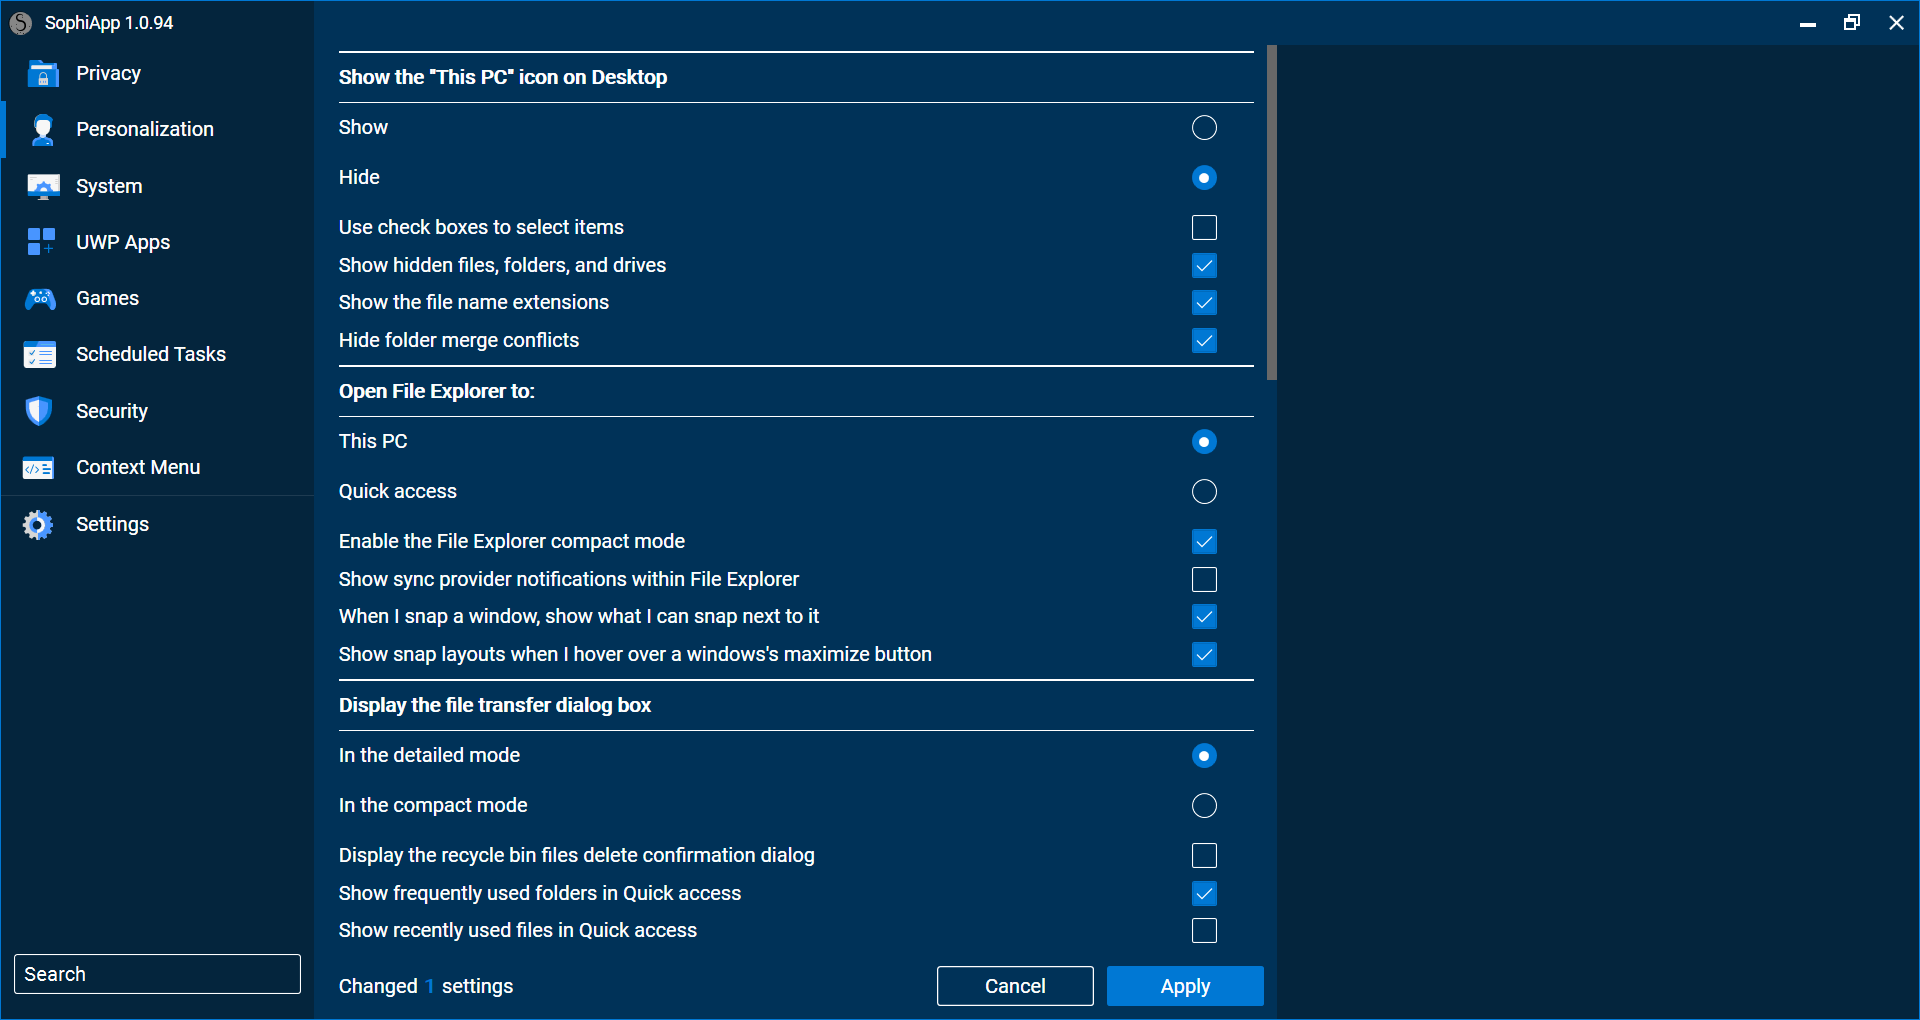 SophiApp 1.0.94
Privacy
Personalization
System
UWP Apps
Games
Scheduled Tasks
Security
Context Menu
Settings
Search
Show the "This PC" icon on Desktop
Show
Hide
Use check boxes to select items
Show hidden files, folders, and drives
Show the file name extensions
Hide folder merge conflicts
Open File Explorer to:
This PC
Quick access
Enable the File Explorer compact mode
Show sync provider notifications within File Explorer
When I snap a window, show what I can snap next to it
Show snap layouts when I hover over a windows's maximize button
Display the file transfer dialog box
In the detailed mode
In the compact mode
Display the recycle bin files delete confirmation dialog
Show frequently used folders in Quick access
Show recently used files in Quick access
Changed 1 settings
Cancel
Apply